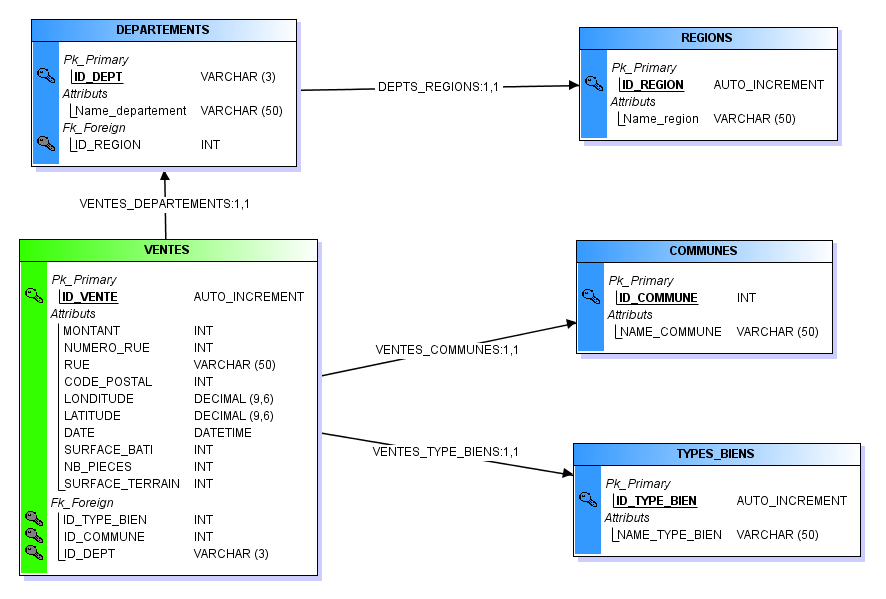 DEPARTEMENTS
Pk_Primary
ID_DEPT VARCHAR (3)
Attributs
Name_departement VARCHAR (50)
Fk_Foreign
ID_REGION INT
DEPTS_REGIONS:1,1
REGIONS
Pk_Primary
ID_REGION AUTO_INCREMENT
Attributs
Name_region VARCHAR (50)
VENTES_DEPARTEMENTS:1,1
VENTES
Pk_Primary
ID_VENTE AUTO_INCREMENT
Attributs
MONTANT INT
NUMERO_RUE INT
RUE VARCHAR (50)
CODE_POSTAL INT
LONDITUDE DECIMAL (9,6)
LATITUDE DECIMAL (9,6)
DATE DATETIME
SURFACE_BATI INT
NB_PIECES INT
SURFACE_TERRAIN INT
Fk_Foreign
ID_TYPE_BIEN INT
ID_COMMUNE INT
ID_DEPT VARCHAR (3)
VENTES_COMMUNES:1,1
COMMUNES
Pk_Primary
ID_COMMUNE INT
Attributs
NAME_COMMUNE VARCHAR (50)
VENTES_TYPE_BIENS:1,1
TYPES_BIENS
Pk_Primary
ID_TYPE_BIEN AUTO_INCREMENT
Attributs
NAME_TYPE_BIEN VARCHAR (50)